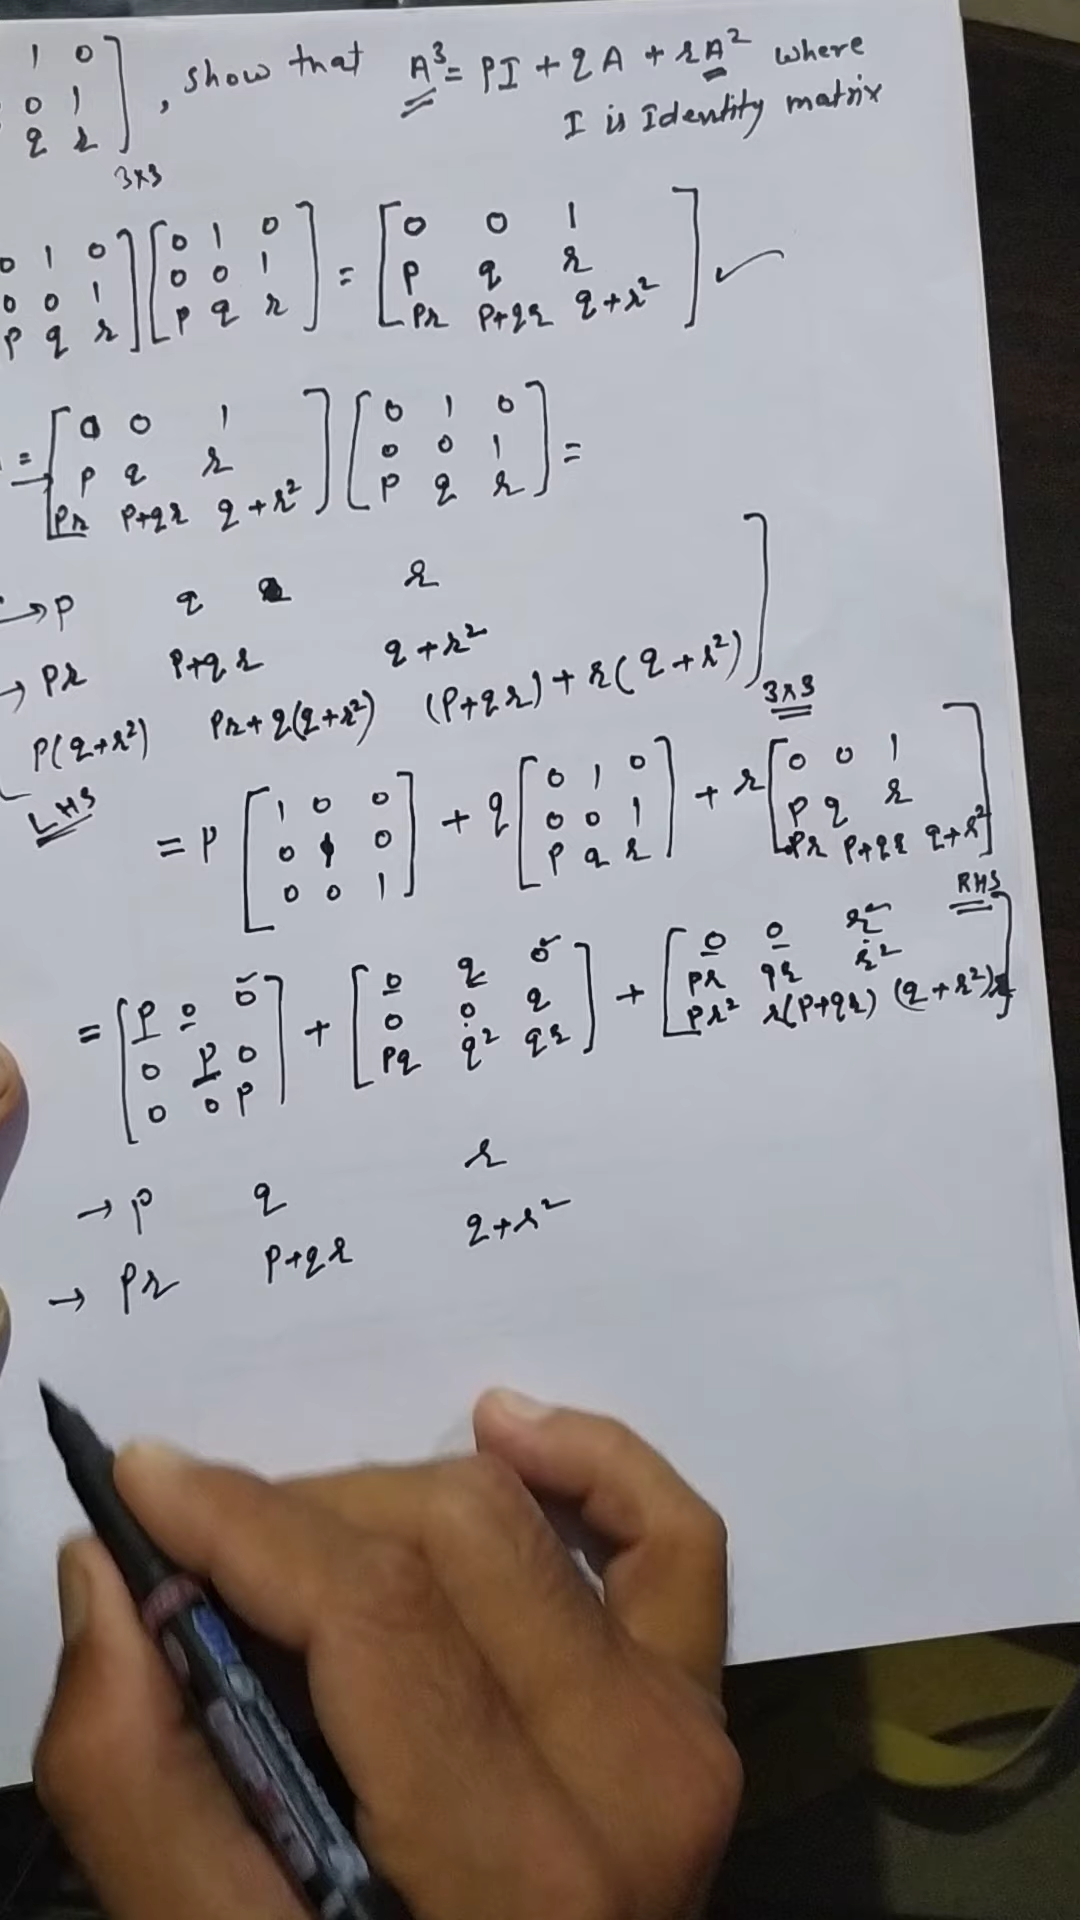 1 0
0 1
q r ] 3×3 , show that A³ = PI + qA + rA² where
I is Identity matrix
0 1 0 ] [ 0 1 0 ] = [ 0 0 1 ]
0 0 1 ] [ 0 0 1 ] [ p q r ] ✓
p q r ] [ p q r ] [ pr p+qr q+r² ]
= [ 0 0 1 ] [ 0 1 0 ] =
→ [ p q r ] [ 0 0 1 ]
[ pr p+qr q+r² ] [ p q r ]
→ p q r
→ pr p+qr q+r²
p(q+r²) pr+q(q+r²) (p+qr)+r(q+r²) ] 3×3
LHS
= p [ 1 0 0 ] + q [ 0 1 0 ] + r [ 0 0 1 ]
[ 0 1 0 ] [ 0 0 1 ] [ p q r ]
[ 0 0 1 ] [ p q r ] [ pr p+qr q+r² ]
RHS
= [ p 0 0 ] + [ 0 q 0 ] + [ 0 0 r ]
[ 0 p 0 ] [ 0 0 q ] [ pr qr r² ]
[ 0 0 p ] [ pq q² qr ] [ pr² r(p+qr) (q+r²)r ]
→ p q r
→ pr p+qr q+r²